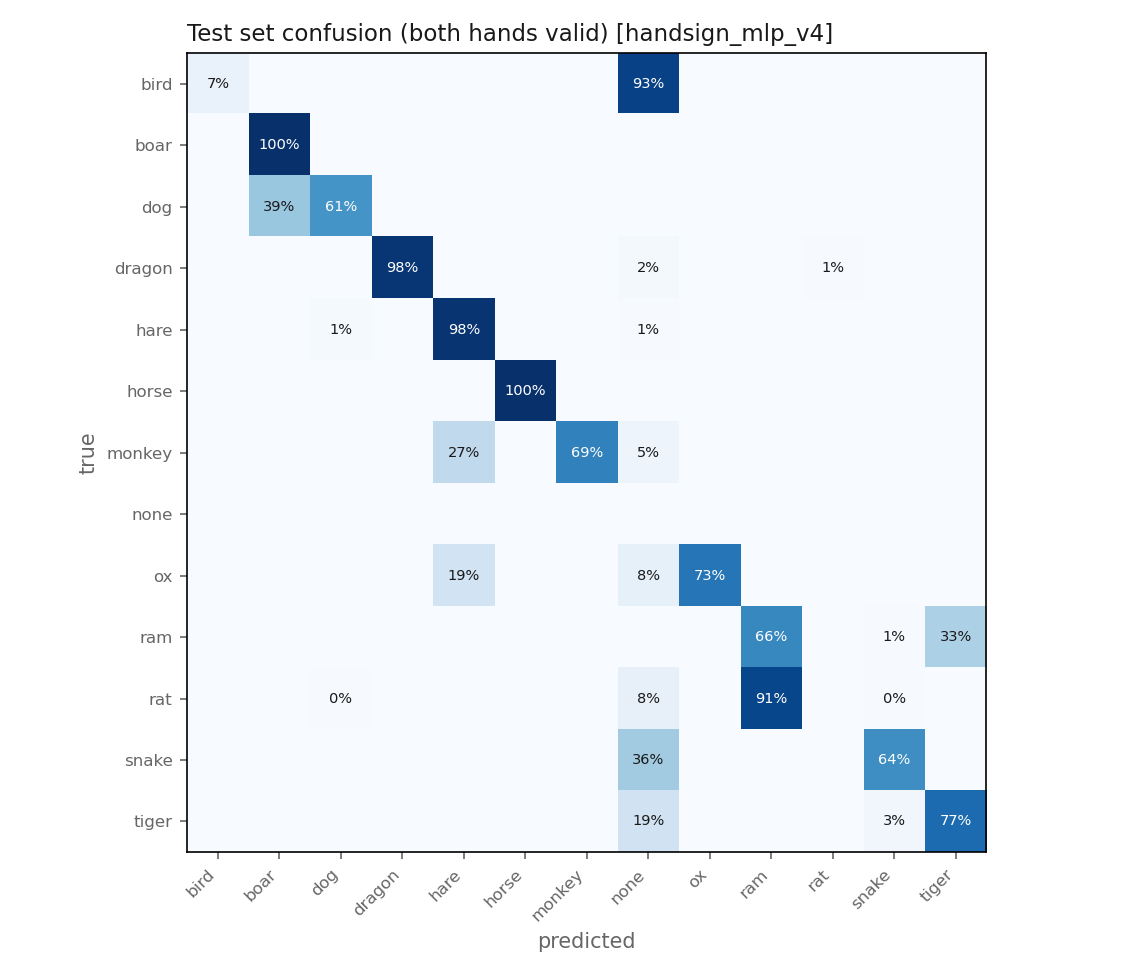 Test set confusion (both hands valid) [handsign_mlp_v4]
bird 7% 93%
boar 100%
dog 39% 61%
dragon 98% 2% 1%
hare 1% 98% 1%
horse 100%
true
monkey 27% 69% 5%
none
ox 19% 8% 73%
ram 66% 1% 33%
rat 0% 8% 91% 0%
snake 36% 64%
tiger 19% 3% 77%
bird boar dog dragon hare horse monkey none ox ram rat snake tiger
predicted